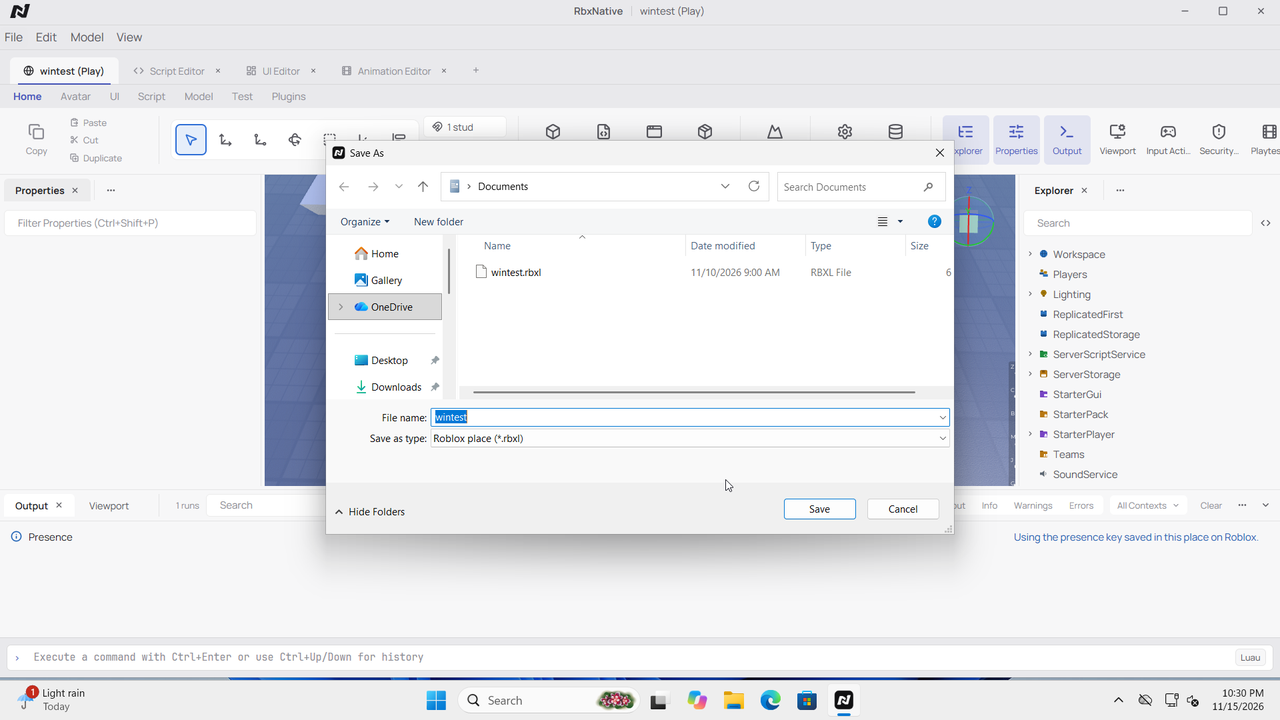 RbxNative wintest (Play)
File Edit Model View
wintest (Play) Script Editor UI Editor Animation Editor
Home Avatar UI Script Model Test Plugins
Copy
Paste
Cut
Duplicate
1 stud
Explorer Properties Output Viewport Input Acti... Security... Playtes
Save As
Documents
Search Documents
Organize New folder
Home
Gallery
OneDrive
Desktop
Downloads
Name Date modified Type Size
wintest.rbxl 11/10/2026 9:00 AM RBXL File 6
File name: wintest
Save as type: Roblox place (*.rbxl)
Hide Folders
Save Cancel
Properties
Filter Properties (Ctrl+Shift+P)
Explorer
Search
Workspace
Players
Lighting
ReplicatedFirst
ReplicatedStorage
ServerScriptService
ServerStorage
StarterGui
StarterPack
StarterPlayer
Teams
SoundService
Output Viewport 1 runs Search Info Warnings Errors All Contexts Clear
Presence Using the presence key saved in this place on Roblox.
Execute a command with Ctrl+Enter or use Ctrl+Up/Down for history Luau
1
Light rain
Today
Search
10:30 PM
11/15/2026